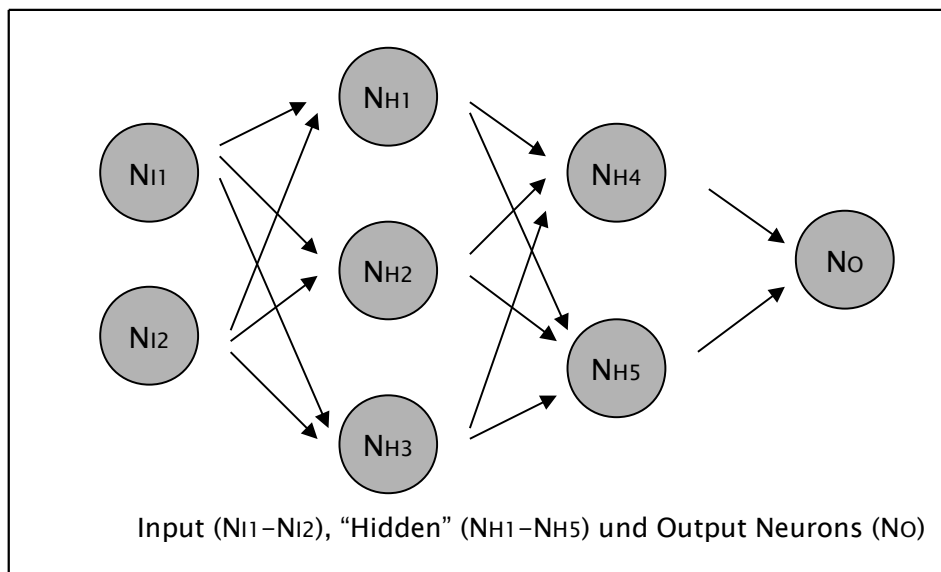 NI1
NI2
NH1
NH2
NH3
NH4
NH5
NO
Input (NI1–NI2), “Hidden” (NH1–NH5) und Output Neurons (NO)